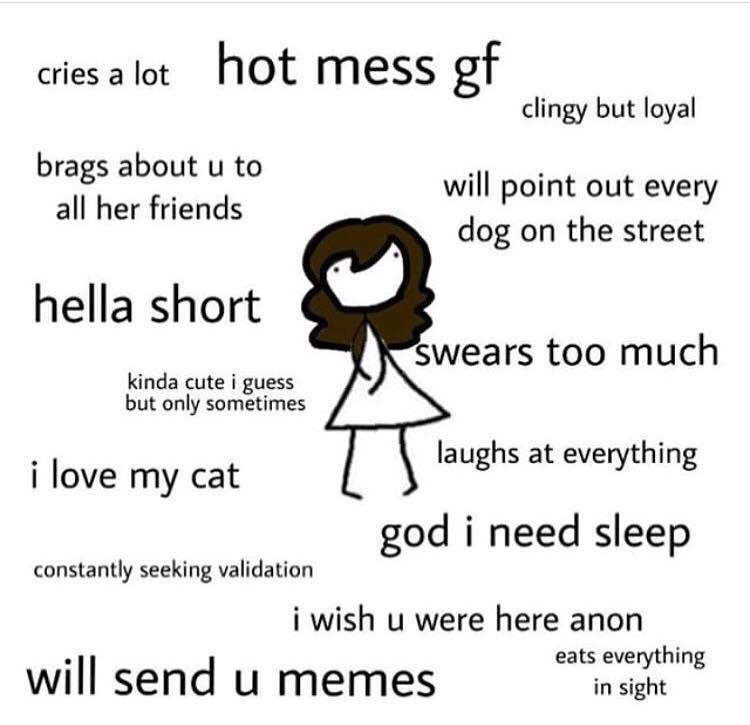 cries a lot
hot mess gf
clingy but loyal
brags about u to
all her friends
will point out every
dog on the street
hella short
swears too much
kinda cute i guess
but only sometimes
laughs at everything
i love my cat
god i need sleep
constantly seeking validation
i wish u were here anon
eats everything
in sight
will send u memes